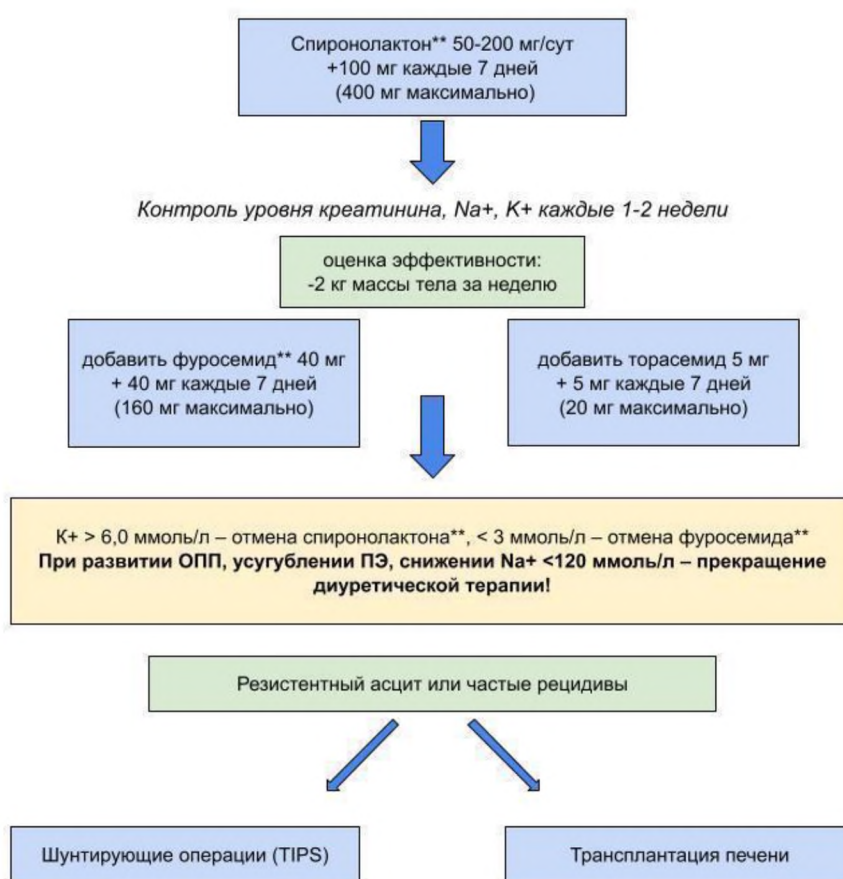 Спиронолактон** 50-200 мг/сут
+100 мг каждые 7 дней
(400 мг максимально)
Контроль уровня креатинина, Na+, K+ каждые 1-2 недели
оценка эффективности:
-2 кг массы тела за неделю
добавить фуросемид** 40 мг
+ 40 мг каждые 7 дней
(160 мг максимально)
добавить торасемид 5 мг
+ 5 мг каждые 7 дней
(20 мг максимально)
К+ > 6,0 ммоль/л – отмена спиронолактона**, < 3 ммоль/л – отмена фуросемида**
При развитии ОПП, усугублении ПЭ, снижении Na+ <120 ммоль/л – прекращение
диуретической терапии!
Резистентный асцит или частые рецидивы
Шунтирующие операции (TIPS)
Трансплантация печени